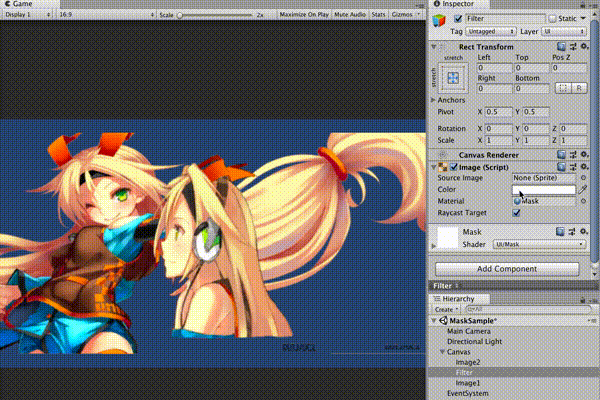 Game
Display 1 16:9 Scale 2x Maximize On Play Mute Audio Stats Gizmos
Inspector
Filter Static
Tag Untagged Layer UI
Rect Transform
stretch Left Top Pos Z
stretch 0 0 0
Right Bottom
0 0 R
Anchors
Pivot X 0.5 Y 0.5
Rotation X 0 Y 0 Z 0
Scale X 1 Y 1 Z 1
Canvas Renderer
Image (Script)
Source Image None (Sprite)
Color
Material Mask
Raycast Target
Mask
Shader UI/Mask
Add Component
Filter
Hierarchy
Create All
MaskSample*
Main Camera
Directional Light
Canvas
Image2
Filter
Image1
EventSystem